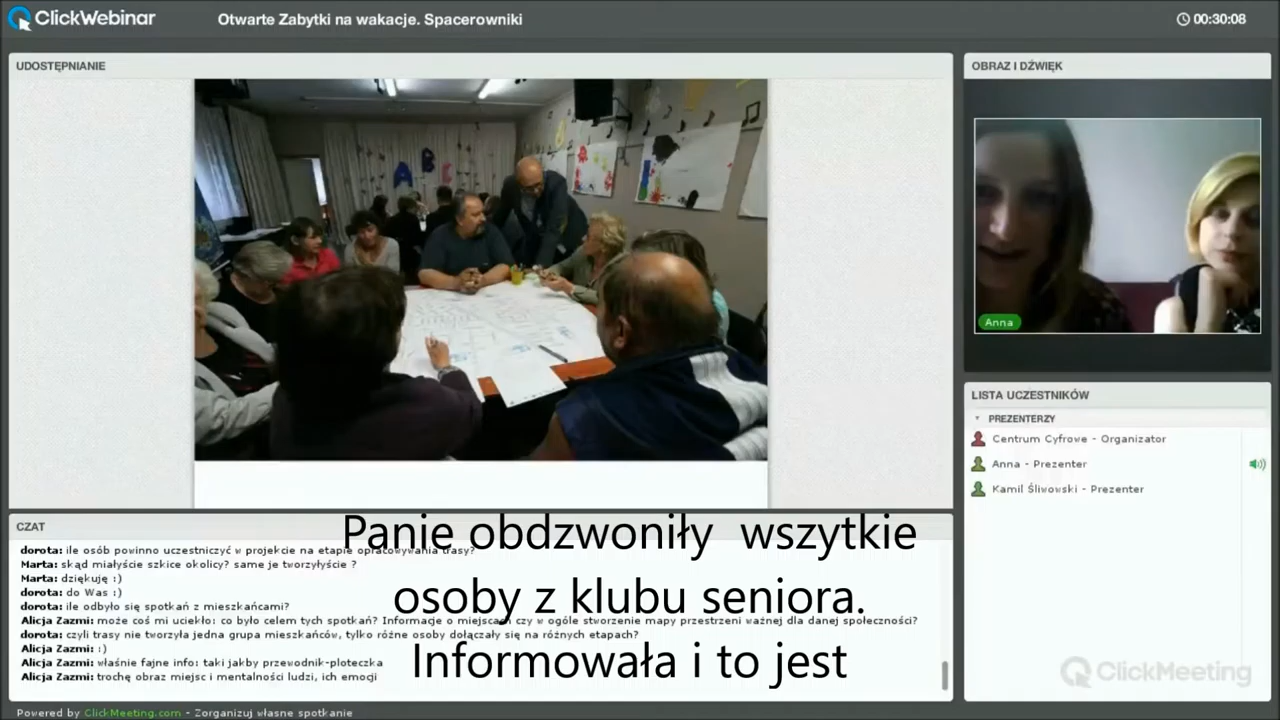 ClickWebinar
Otwarte Zabytki na wakacje. Spacerowniki
00:30:08
UDOSTĘPNIANIE
ABC
OBRAZ I DŹWIĘK
Anna
LISTA UCZESTNIKÓW
PREZENTERZY
Centrum Cyfrowe - Organizator
Anna - Prezenter
Kamil Śliwowski - Prezenter
CZAT
dorota: ile osób powinno uczestniczyć w projekcie na etapie opracowywania trasy?
Marta: skąd miałyście szkice okolicy? same je tworzyłyście ?
Marta: dziękuję :)
dorota: do Was :)
dorota: ile odbyło się spotkań z mieszkańcami?
Alicja Zazmi: może coś mi uciekło: co było celem tych spotkań? Informacje o miejscach czy w ogóle stworzenie mapy przestrzeni ważnej dla danej społeczności?
dorota: czyli trasy nie tworzyła jedna grupa mieszkańców, tylko różne osoby dołączały się na różnych etapach?
Alicja Zazmi: :)
Alicja Zazmi: właśnie fajne info: taki jakby przewodnik-ploteczka
Alicja Zazmi: trochę obraz miejsc i mentalności ludzi, ich emocji
Panie obdzwoniły wszytkie
osoby z klubu seniora.
Informowała i to jest
ClickMeeting
Powered by ClickMeeting.com - Zorganizuj własne spotkanie